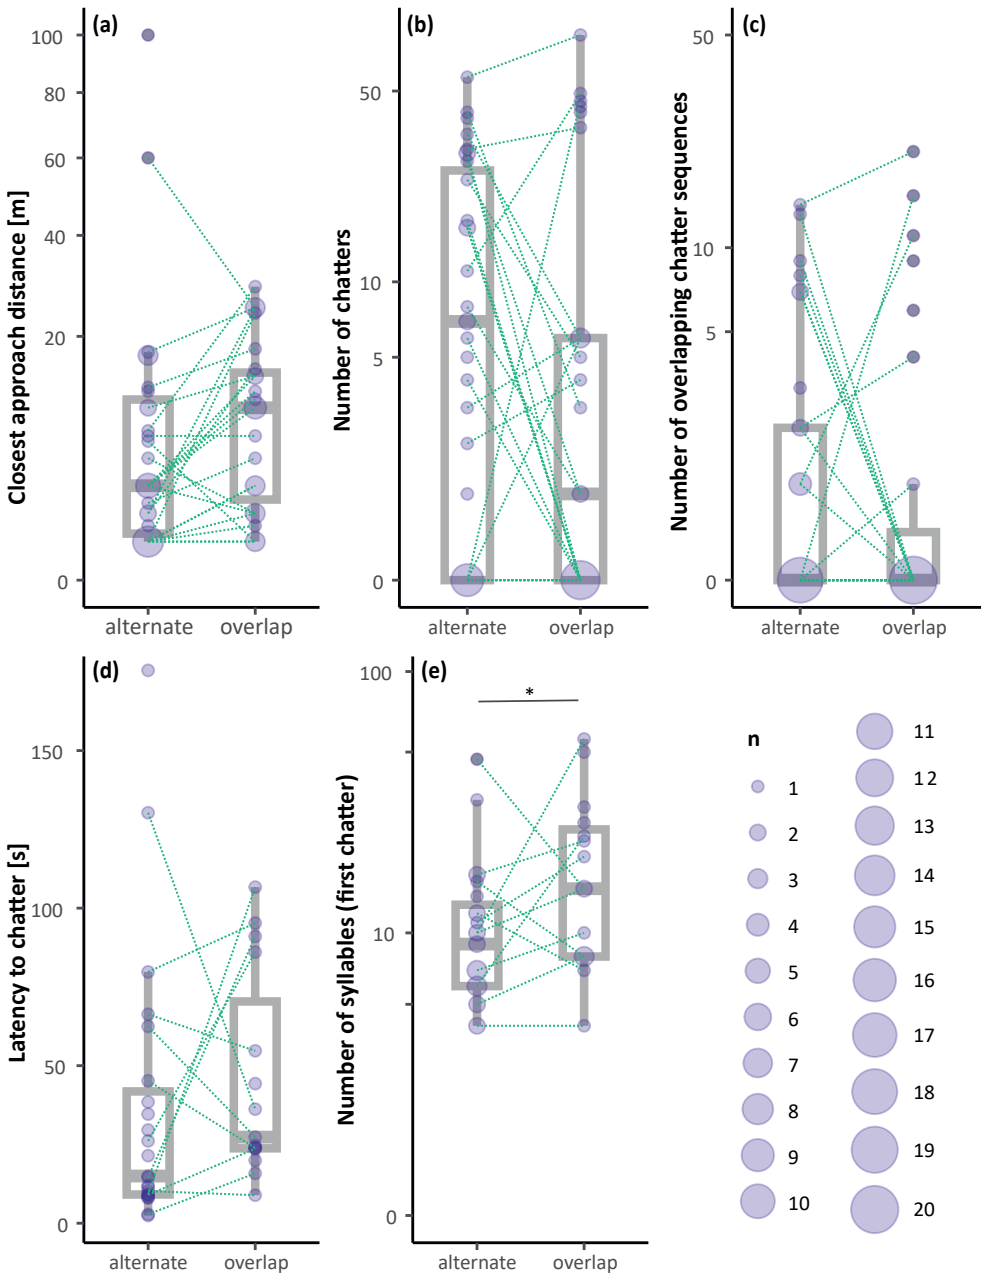 (a)
Closest approach distance [m]
100
80
60
40
20
0
alternate
overlap
(b)
Number of chatters
50
10
5
0
alternate
overlap
(c)
Number of overlapping chatter sequences
50
10
5
0
alternate
overlap
(d)
Latency to chatter [s]
150
100
50
0
alternate
overlap
(e)
*
Number of syllables (first chatter)
100
10
0
alternate
overlap
n
1
2
3
4
5
6
7
8
9
10
11
12
13
14
15
16
17
18
19
20